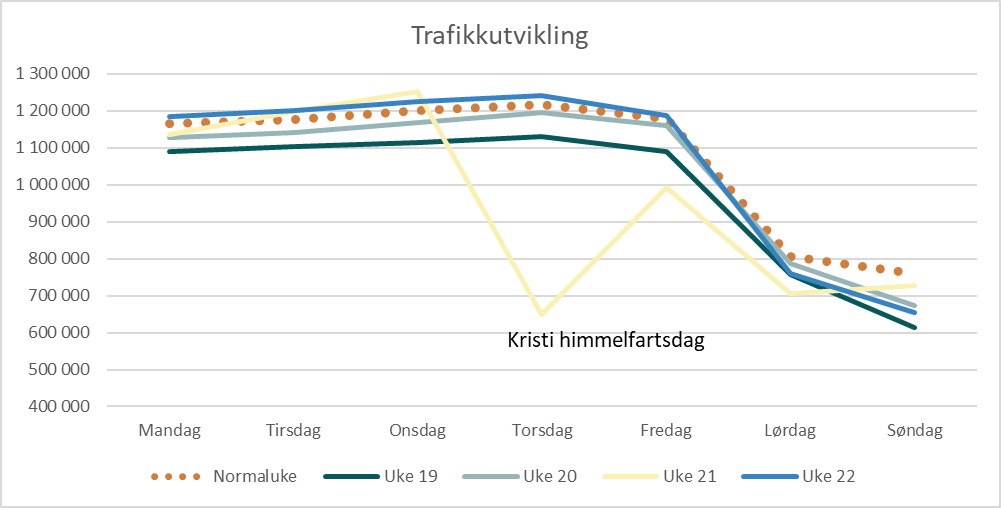 Trafikkutvikling
1 300 000
1 200 000
1 100 000
1 000 000
900 000
800 000
700 000
600 000
500 000
400 000
Kristi himmelfartsdag
Mandag Tirsdag Onsdag Torsdag Fredag Lørdag Søndag
Normaluke Uke 19 Uke 20 Uke 21 Uke 22